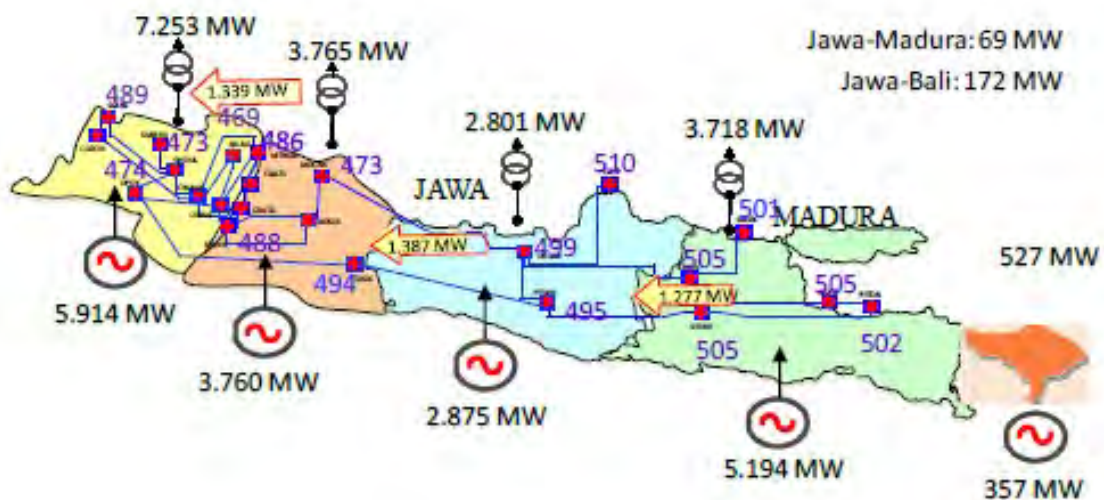 7.253 MW
3.765 MW
Jawa-Madura: 69 MW
Jawa-Bali: 172 MW
1.339 MW
489
469
2.801 MW
3.718 MW
473
486
474
473
510
JAWA
501
MADURA
488
1.387 MW
499
505
527 MW
494
1.277 MW
505
5.914 MW
495
505
502
3.760 MW
2.875 MW
5.194 MW
357 MW